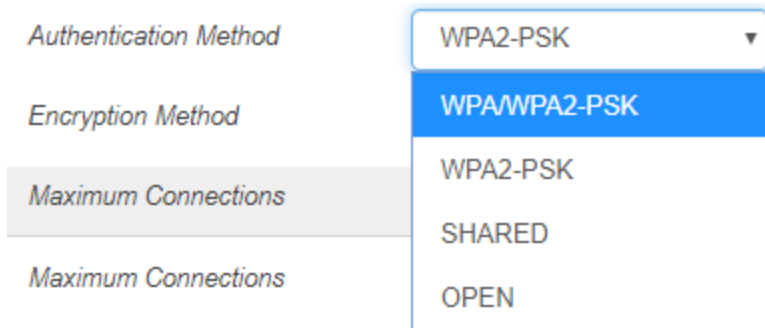 Authentication Method
WPA2-PSK
Encryption Method
WPA/WPA2-PSK
WPA2-PSK
Maximum Connections
SHARED
Maximum Connections
OPEN